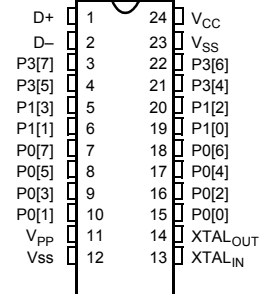 D+ 1 24 VCC
D– 2 23 VSS
P3[7] 3 22 P3[6]
P3[5] 4 21 P3[4]
P1[3] 5 20 P1[2]
P1[1] 6 19 P1[0]
P0[7] 7 18 P0[6]
P0[5] 8 17 P0[4]
P0[3] 9 16 P0[2]
P0[1] 10 15 P0[0]
VPP 11 14 XTALOUT
Vss 12 13 XTALIN